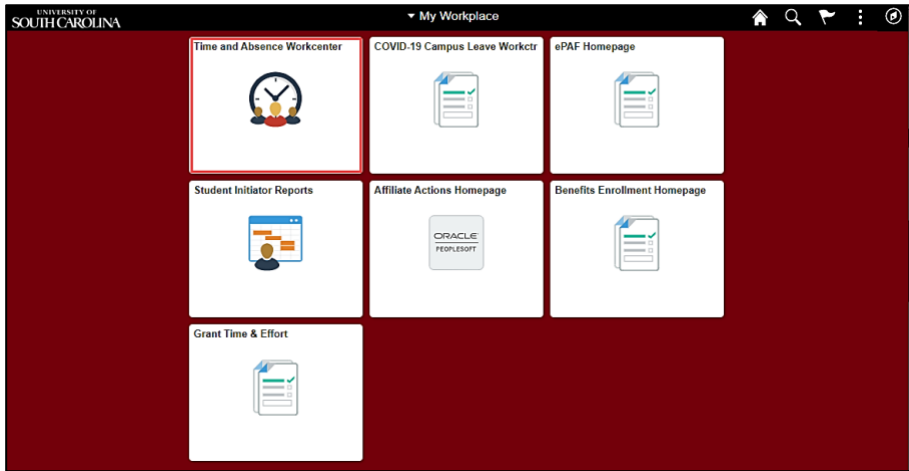 UNIVERSITY OF
SOUTH CAROLINA
My Workplace
Time and Absence Workcenter
COVID-19 Campus Leave Workctr
ePAF Homepage
Student Initiator Reports
Affiliate Actions Homepage
ORACLE
PEOPLESOFT
Benefits Enrollment Homepage
Grant Time & Effort